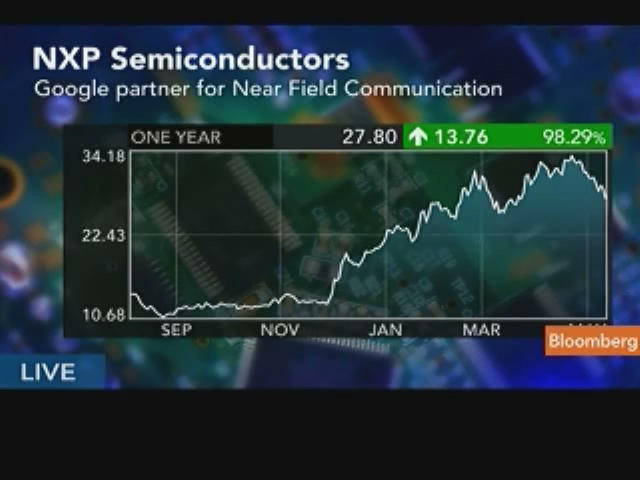 NXP Semiconductors
Google partner for Near Field Communication
ONE YEAR 27.80 13.76 98.29%
34.18
22.43
10.68
SEP NOV JAN MAR
Bloomberg
LIVE